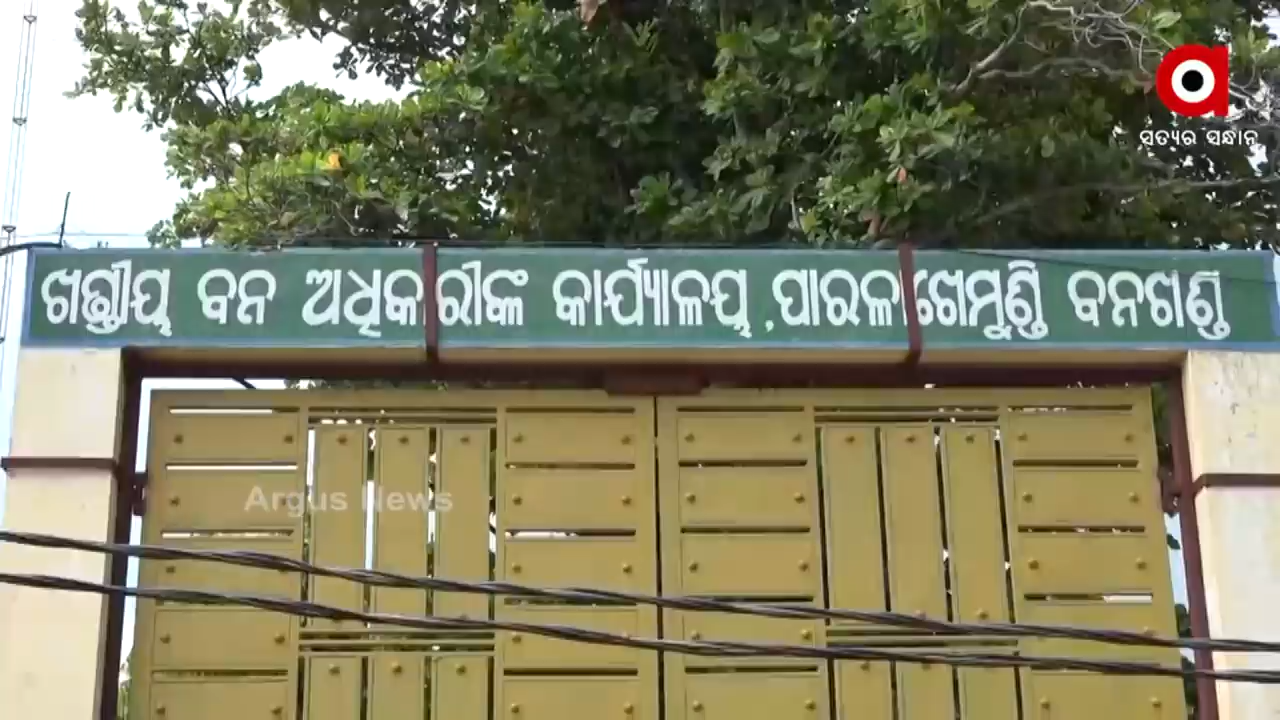 ସତ୍ୟର ସନ୍ଧାନ
ଖଣ୍ଡୀୟ ବନ ଅଧିକାରୀଙ୍କ କାର୍ଯ୍ୟାଳୟ ,ପାରଳାଖେମୁଣ୍ଡି ବନଖଣ୍ଡ
Argus News